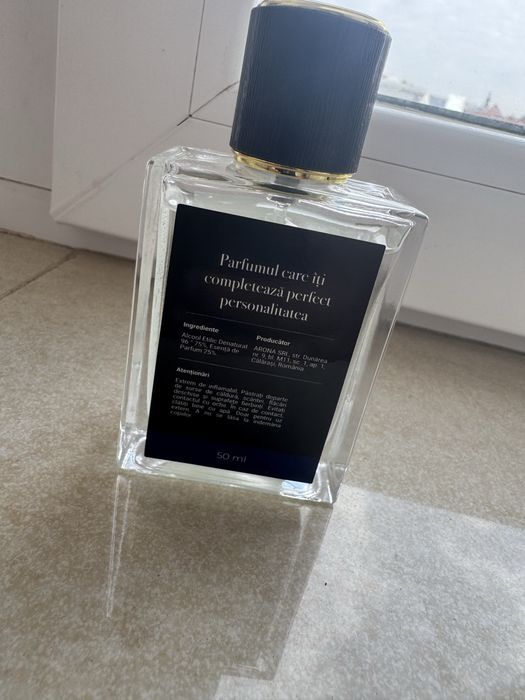 Parfumul care îți
completează perfect
personalitatea
Ingrediente
Alcool Etilic Denaturat
96° 75%, Esență de
Parfum 25%.
Producător
ARONA SRL, str. Dunărea
nr. 9, bl. M11, sc. 1, ap. 1,
Călărași, România
Atenționări
Extrem de inflamabil. Păstrați departe
de surse de căldură, scântei, flăcări
deschise și suprafețe fierbinți. Evitați
contactul cu ochii. În caz de contact,
clătiți bine cu apă. Doar pentru uz
extern. A nu se lăsa la îndemâna
copiilor.
50 ml